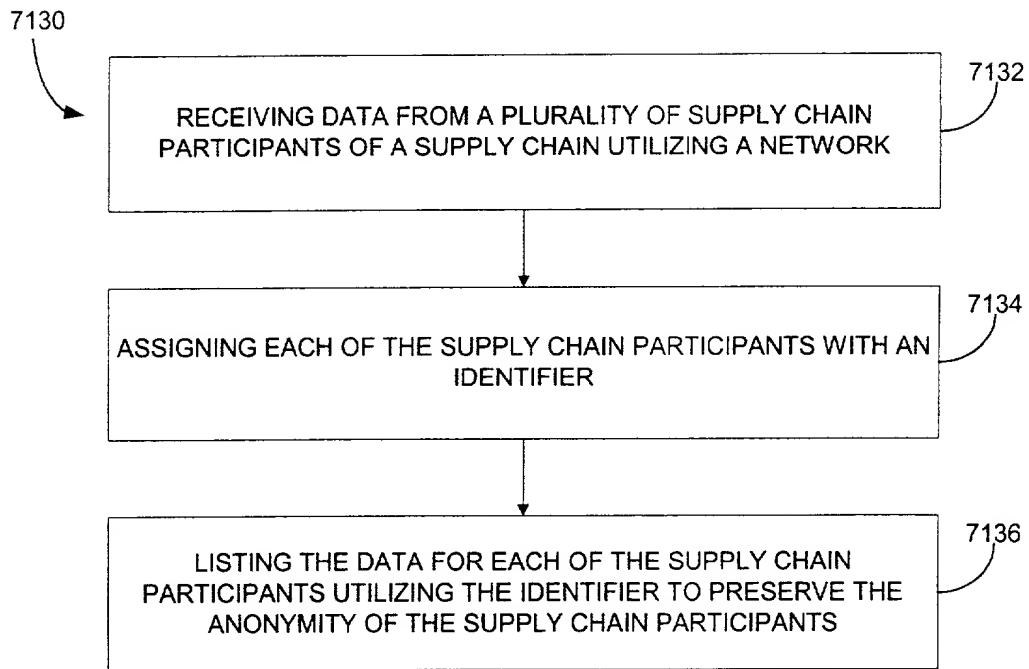 7130
7132
RECEIVING DATA FROM A PLURALITY OF SUPPLY CHAIN
PARTICIPANTS OF A SUPPLY CHAIN UTILIZING A NETWORK
7134
ASSIGNING EACH OF THE SUPPLY CHAIN PARTICIPANTS WITH AN
IDENTIFIER
7136
LISTING THE DATA FOR EACH OF THE SUPPLY CHAIN
PARTICIPANTS UTILIZING THE IDENTIFIER TO PRESERVE THE
ANONYMITY OF THE SUPPLY CHAIN PARTICIPANTS